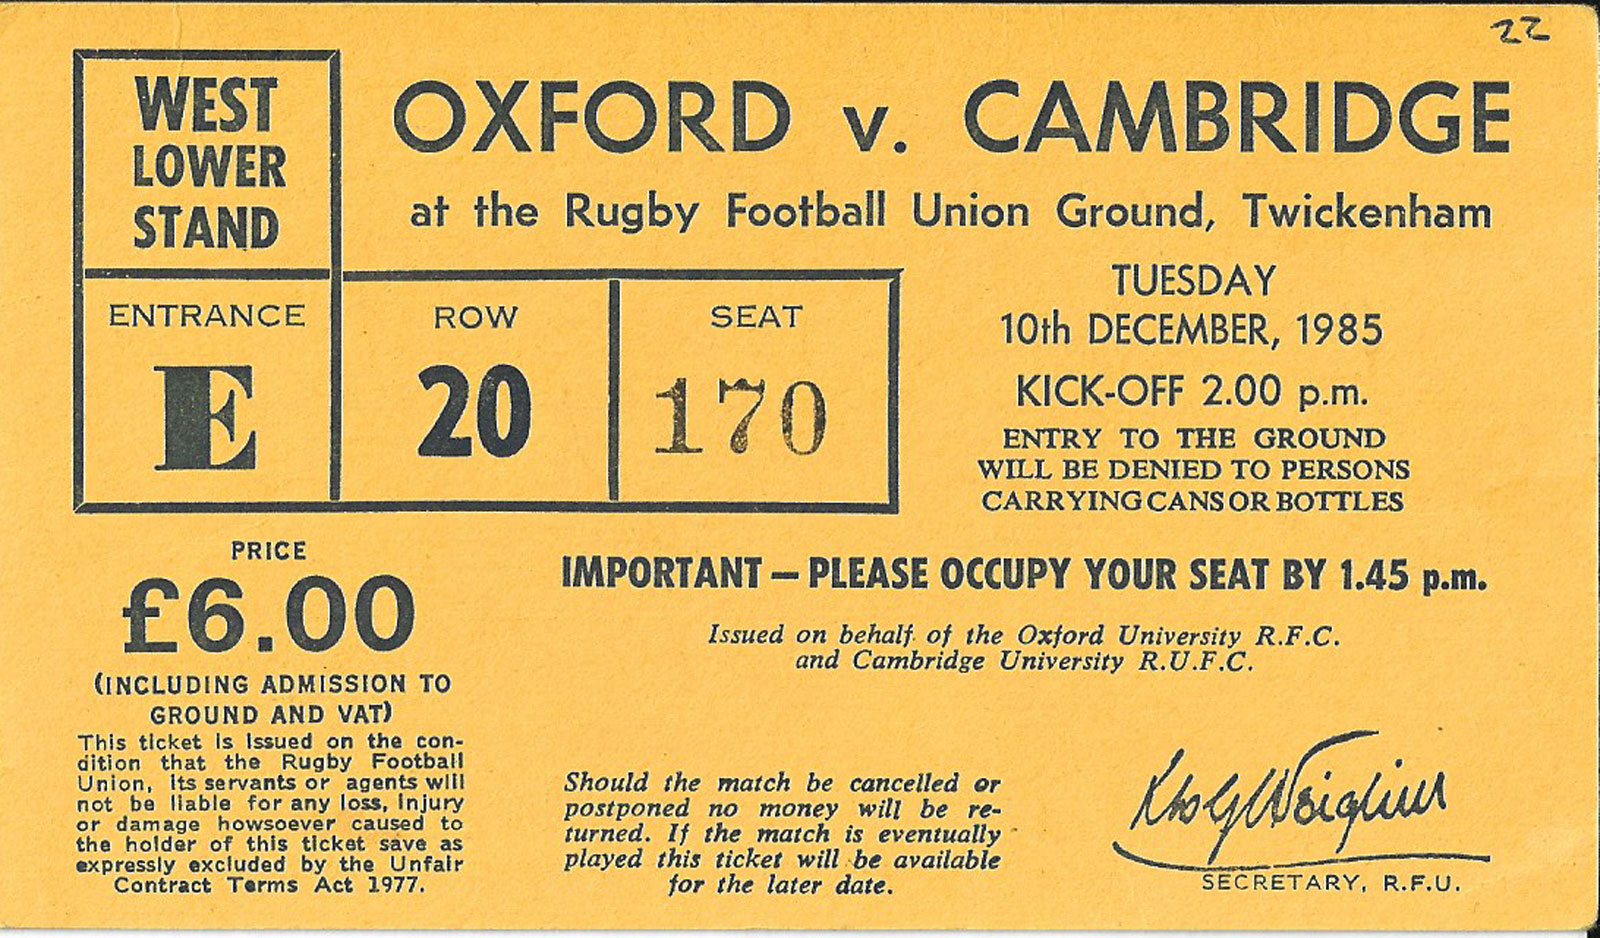 22
WEST
LOWER
STAND
OXFORD v. CAMBRIDGE
at the Rugby Football Union Ground, Twickenham
ENTRANCE
E
ROW
20
SEAT
170
TUESDAY
10th DECEMBER, 1985
KICK-OFF 2.00 p.m.
ENTRY TO THE GROUND
WILL BE DENIED TO PERSONS
CARRYING CANS OR BOTTLES
PRICE
£6.00
(INCLUDING ADMISSION TO
GROUND AND VAT)
This ticket is issued on the con-
dition that the Rugby Football
Union, its servants or agents will
not be liable for any loss, injury
or damage howsoever caused to
the holder of this ticket save as
expressly excluded by the Unfair
Contract Terms Act 1977.
IMPORTANT — PLEASE OCCUPY YOUR SEAT BY 1.45 p.m.
Issued on behalf of the Oxford University R.F.C.
and Cambridge University R.U.F.C.
Should the match be cancelled or
postponed no money will be re-
turned. If the match is eventually
played this ticket will be available
for the later date.
SECRETARY, R.F.U.